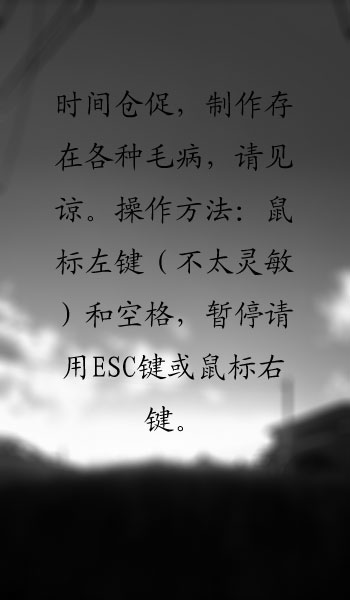 时间仓促，制作存
在各种毛病，请见
谅。操作方法：鼠
标左键（不太灵敏
）和空格，暂停请
用ESC键或鼠标右
键。